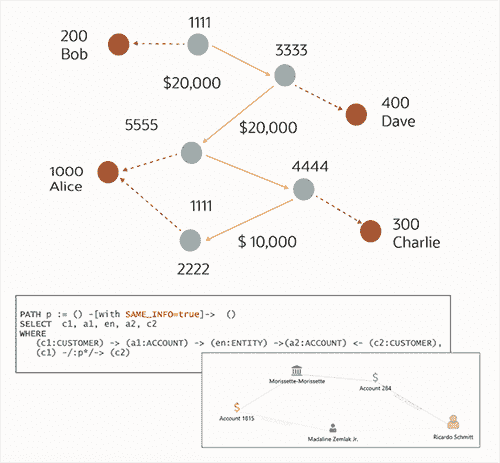 1111
200
Bob
3333
$20,000
400
Dave
$20,000
5555
4444
1000
Alice
1111
300
Charlie
$ 10,000
2222
PATH p := () -[with SAME_INFO=true]-> ()
SELECT c1, a1, en, a2, c2
WHERE
(c1:CUSTOMER) -> (a1:ACCOUNT) -> (en:ENTITY) ->(a2:ACCOUNT) <- (c2:CUSTOMER),
(c1) -/:p*/-> (c2)
Morissette-Morissette
Account 284
Account 1815
Madaline Zemlak Jr.
Ricardo Schmitt